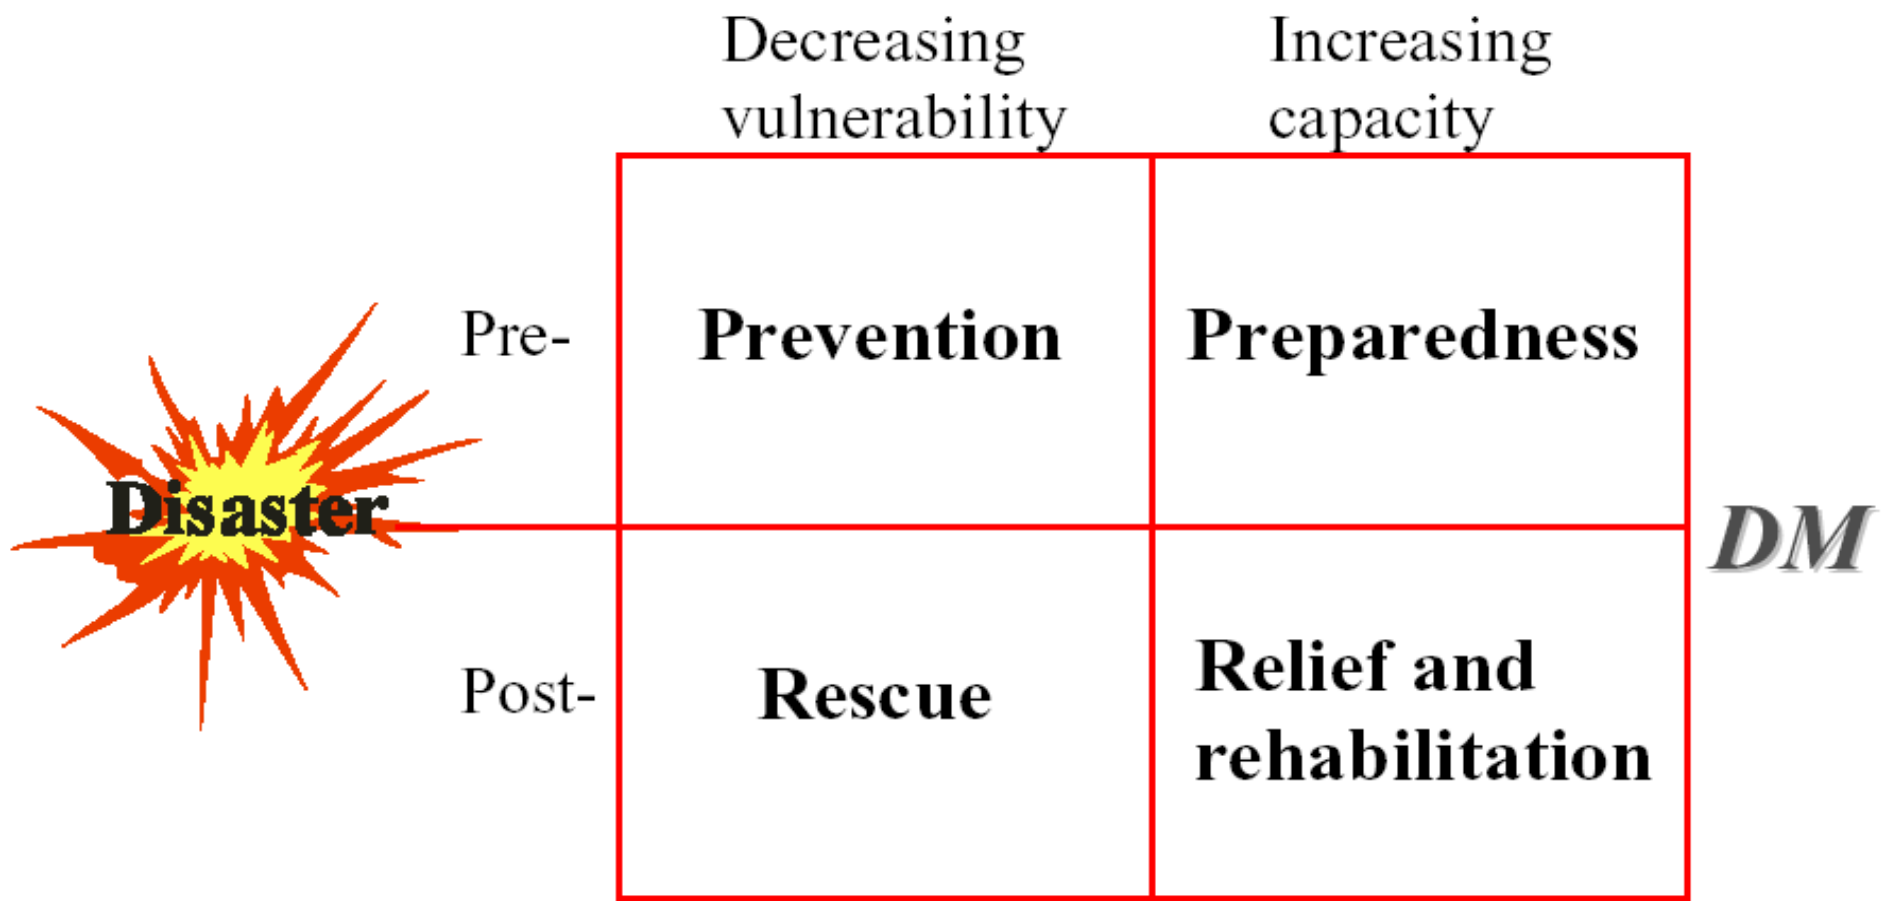 Decreasing
vulnerability
Increasing
capacity
Pre-
Prevention
Preparedness
Disaster
DM
Post-
Rescue
Relief and
rehabilitation